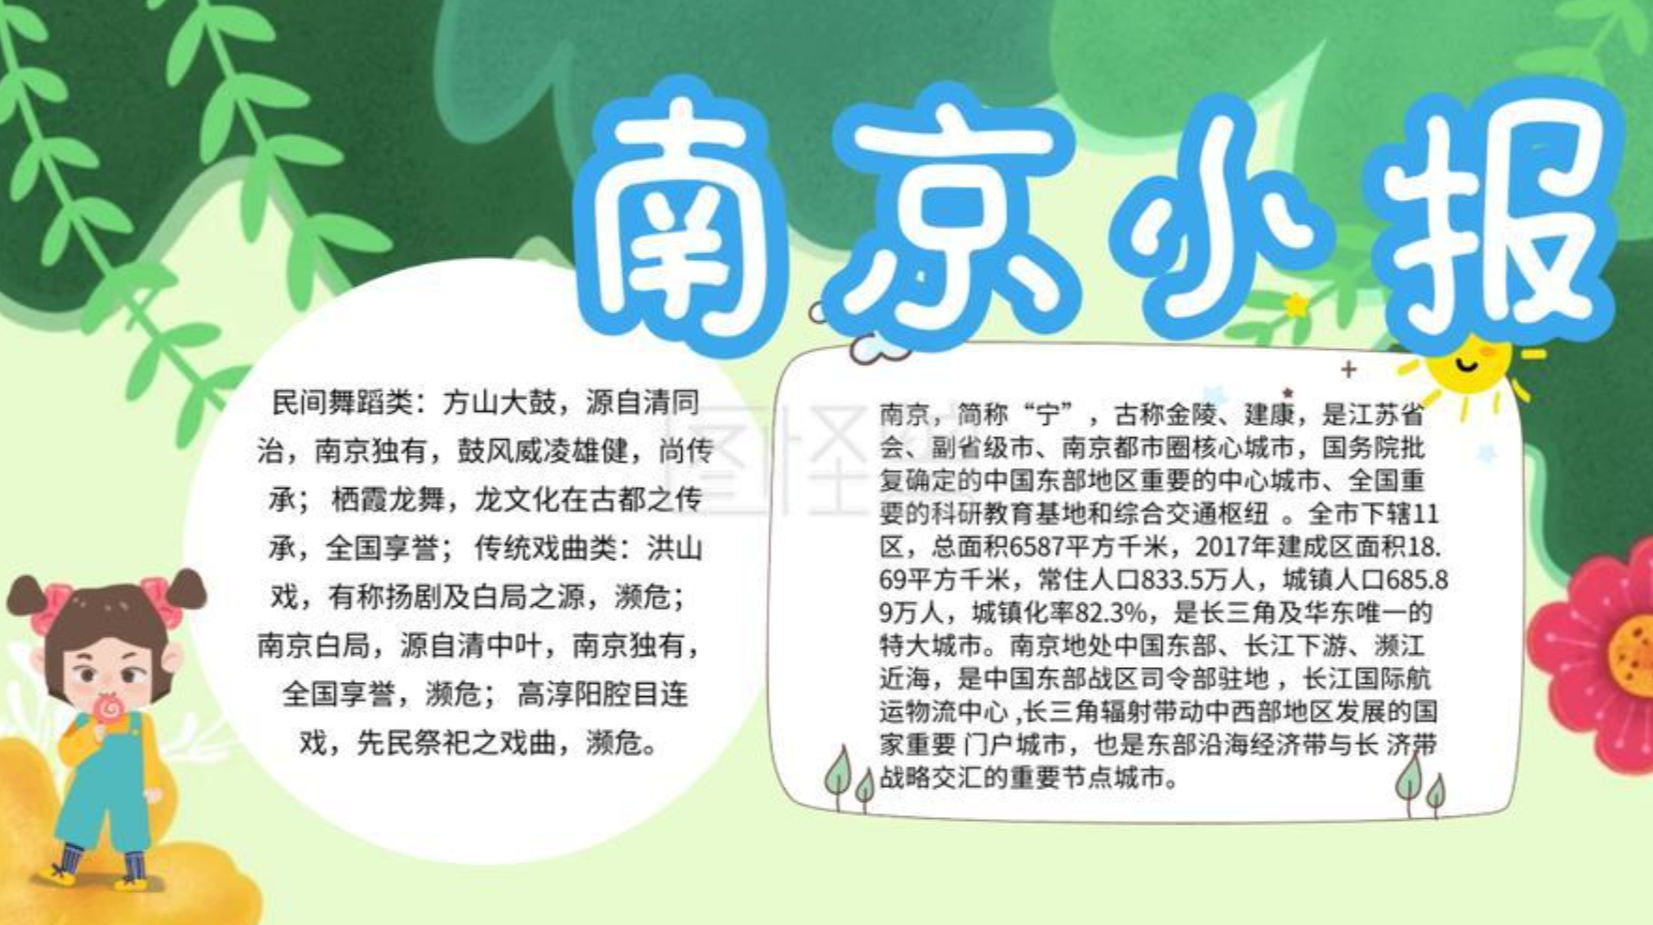 南京小报
民间舞蹈类：方山大鼓，源自清同
治，南京独有，鼓风威凌雄健，尚传
承； 栖霞龙舞，龙文化在古都之传
承，全国享誉； 传统戏曲类：洪山
戏，有称扬剧及白局之源，濒危；
南京白局，源自清中叶，南京独有，
全国享誉，濒危； 高淳阳腔目连
戏，先民祭祀之戏曲，濒危。
南京，简称“宁”，古称金陵、建康，是江苏省
会、副省级市、南京都市圈核心城市，国务院批
复确定的中国东部地区重要的中心城市、全国重
要的科研教育基地和综合交通枢纽 。全市下辖11
区，总面积6587平方千米，2017年建成区面积18.
69平方千米，常住人口833.5万人，城镇人口685.8
9万人，城镇化率82.3%，是长三角及华东唯一的
特大城市。南京地处中国东部、长江下游、濒江
近海，是中国东部战区司令部驻地 ，长江国际航
运物流中心 ,长三角辐射带动中西部地区发展的国
家重要 门户城市，也是东部沿海经济带与长 济带
战略交汇的重要节点城市。